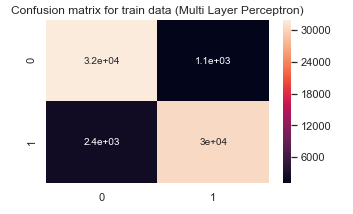 Confusion matrix for train data (Multi Layer Perceptron)
0 3.2e+04 1.1e+03
1 2.4e+03 3e+04
0 1
30000
24000
18000
12000
6000